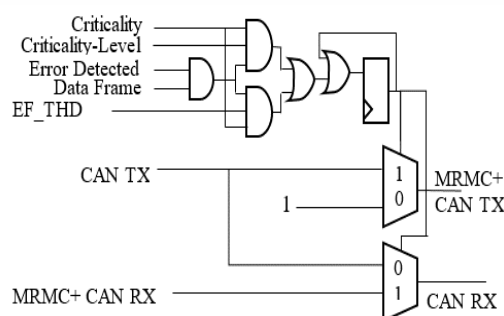 Criticality
Criticality-Level
Error Detected
Data Frame
EF_THD
CAN TX
1
0
MRMC+
CAN TX
1
0
1
MRMC+ CAN RX
CAN RX